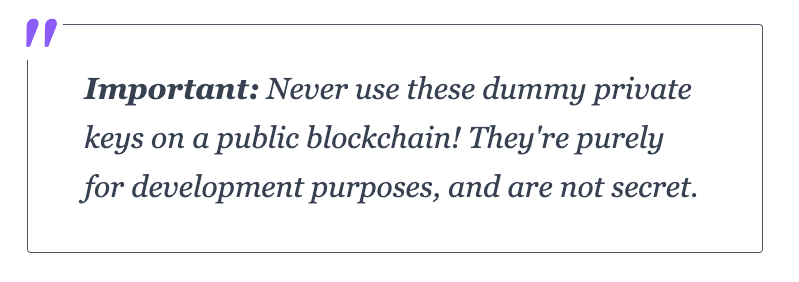 Important: Never use these dummy private
keys on a public blockchain! They're purely
for development purposes, and are not secret.